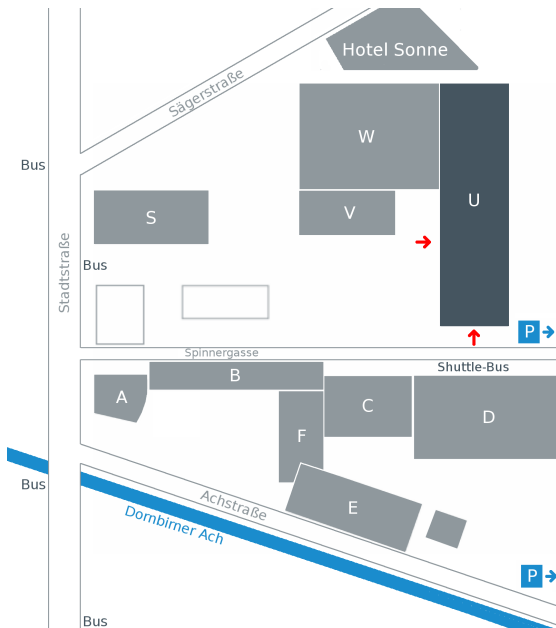 Hotel Sonne
Sägerstraße
W
Bus
U
S
V
Stadtstraße
Bus
P
Spinnergasse
Shuttle-Bus
B
A
C
D
F
Bus
Achstraße
E
Dornbirner Ach
P
Bus